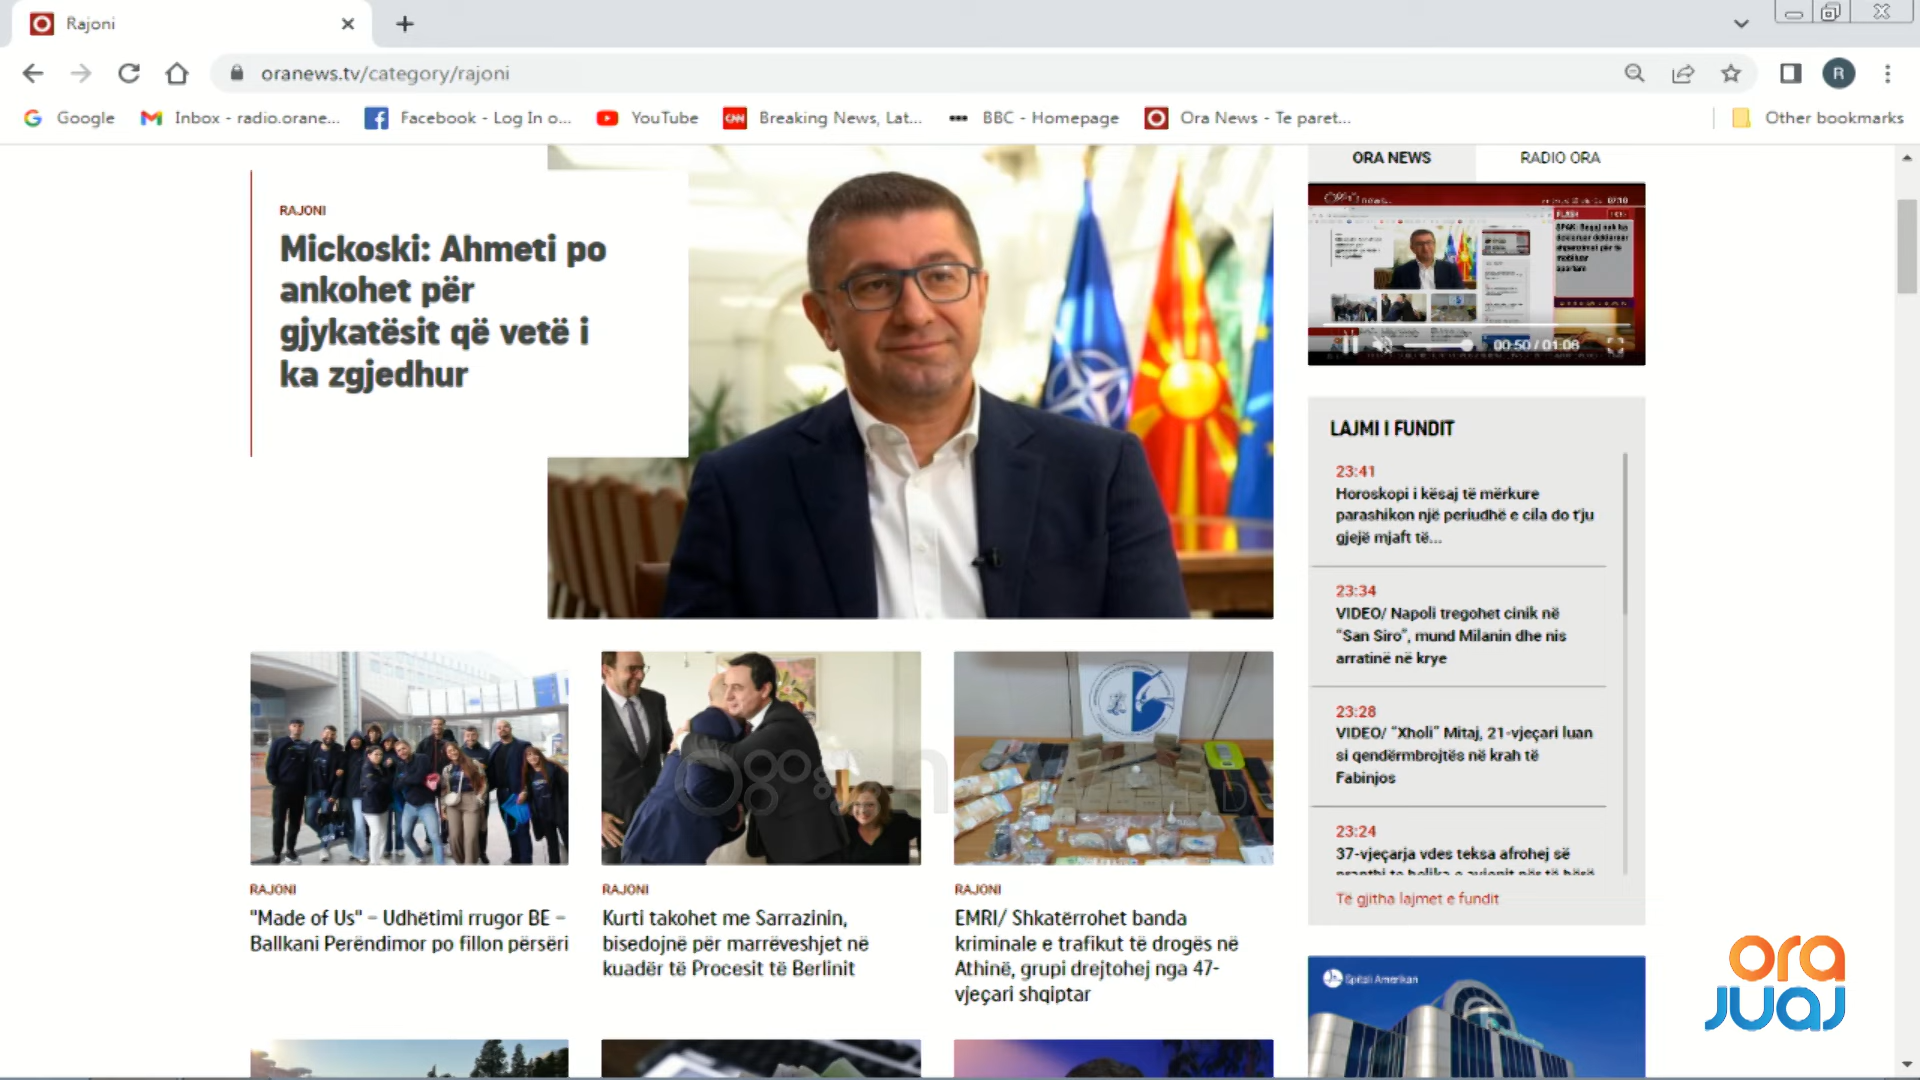 Rajoni
oranews.tv/category/rajoni
R
Google
Inbox - radio.orane...
Facebook - Log In o...
YouTube
CNN
Breaking News, Lat...
BBC - Homepage
Ora News - Te paret...
Other bookmarks
RAJONI
Mickoski: Ahmeti po
ankohet për
gjykatësit që vetë i
ka zgjedhur
ORA NEWS
RADIO ORA
FLASH
00:50 / 01:08
LAJMI I FUNDIT
23:41
Horoskopi i kësaj të mërkure
parashikon një periudhë e cila do t'ju
gjejë mjaft të...
23:34
VIDEO/ Napoli tregohet cinik në
"San Siro", mund Milanin dhe nis
arratinë në krye
23:28
VIDEO/ "Xholi" Mitaj, 21-vjeçari luan
si qendërmbrojtës në krah të
Fabinjos
23:24
37-vjeçarja vdes teksa afrohej së
Të gjitha lajmet e fundit
RAJONI
"Made of Us" – Udhëtimi rrugor BE –
Ballkani Perëndimor po fillon përsëri
RAJONI
Kurti takohet me Sarrazinin,
bisedojnë për marrëveshjet në
kuadër të Procesit të Berlinit
RAJONI
EMRI/ Shkatërrohet banda
kriminale e trafikut të drogës në
Athinë, grupi drejtohej nga 47-
vjeçari shqiptar
Spitali Amerikan
ora
juaj